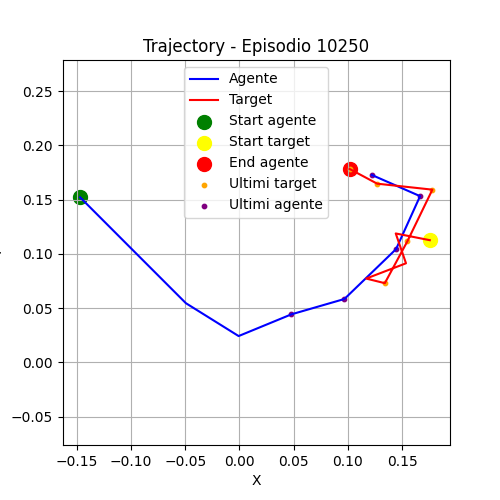 Trajectory - Episodio 10250
Agente
Target
Start agente
Start target
End agente
Ultimi target
Ultimi agente
0.25
0.20
0.15
0.10
0.05
0.00
−0.05
−0.15
−0.10
−0.05
0.00
0.05
0.10
0.15
X